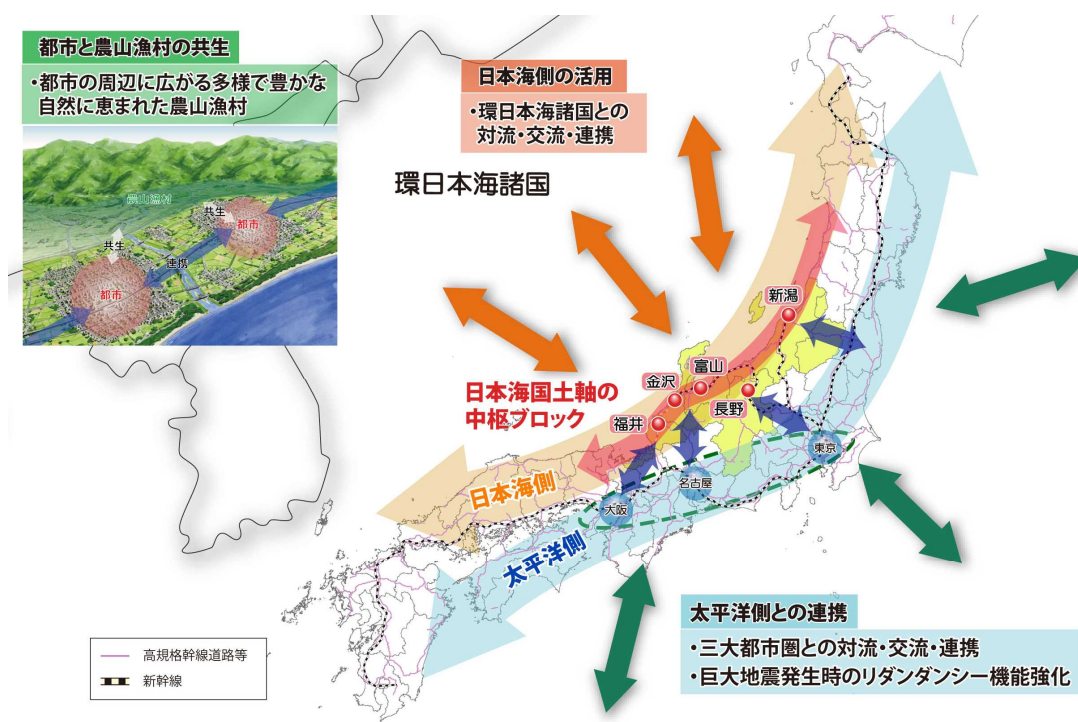 都市と農山漁村の共生
・都市の周辺に広がる多様で豊かな
自然に恵まれた農山漁村
農山漁村
共生
都市
共生
連携
都市
日本海側の活用
・環日本海諸国との
対流・交流・連携
環日本海諸国
新潟
富山
金沢
長野
福井
日本海国土軸の
中枢ブロック
東京
名古屋
大阪
日本海側
太平洋側
太平洋側との連携
・三大都市圏との対流・交流・連携
・巨大地震発生時のリダンダンシー機能強化
高規格幹線道路等
新幹線